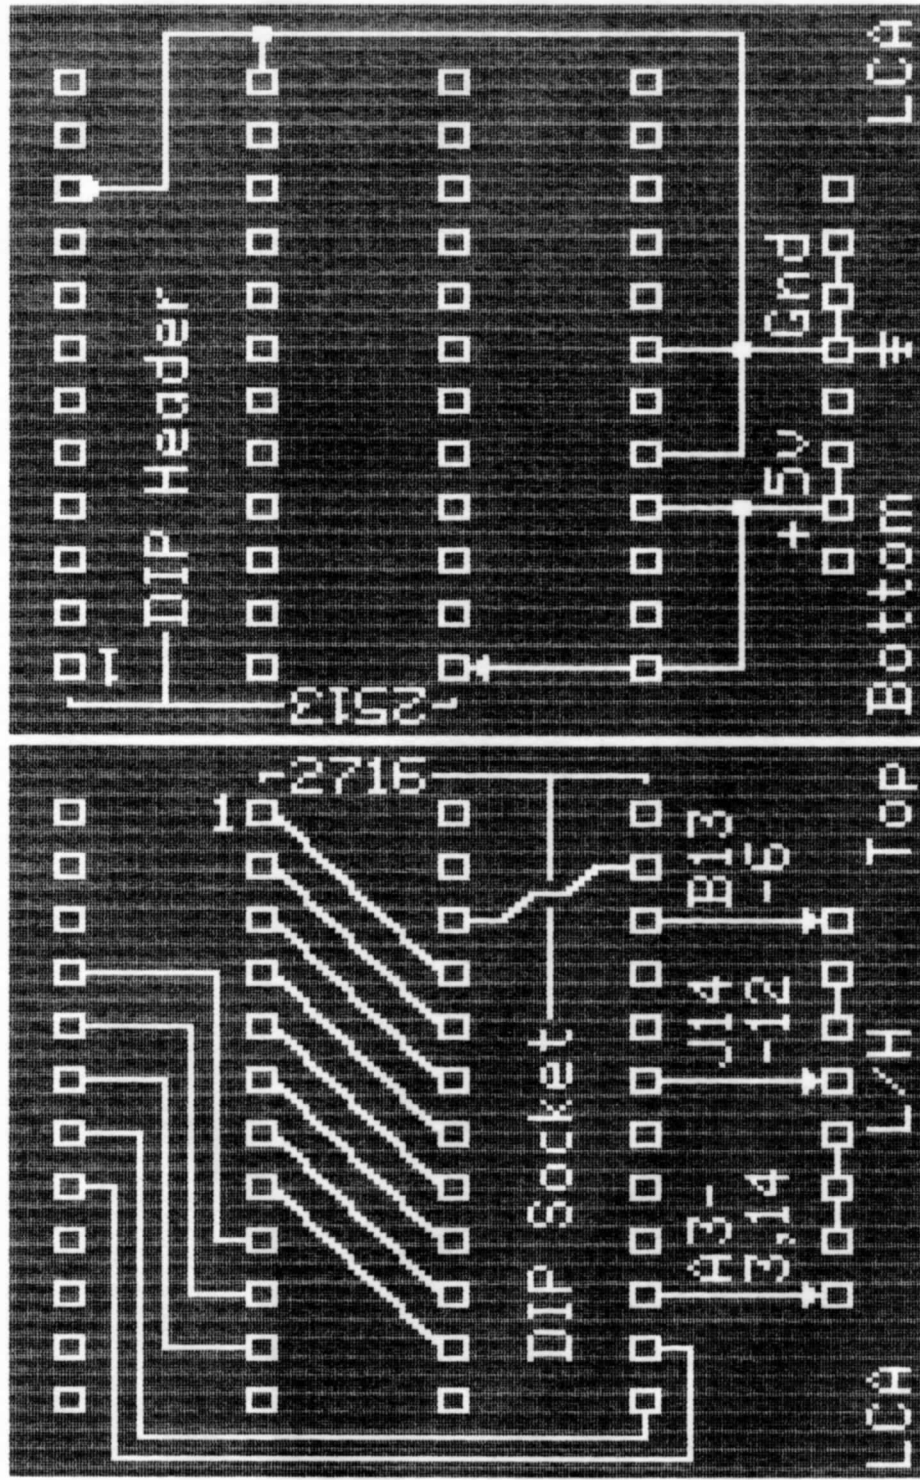 1
DIP Header
-2513-
+5v
Gnd
Bottom
LCA
1
-2716
DIP Socket
A3-
3,14
J14
-12
B13
-6
LCA
L/H
Top